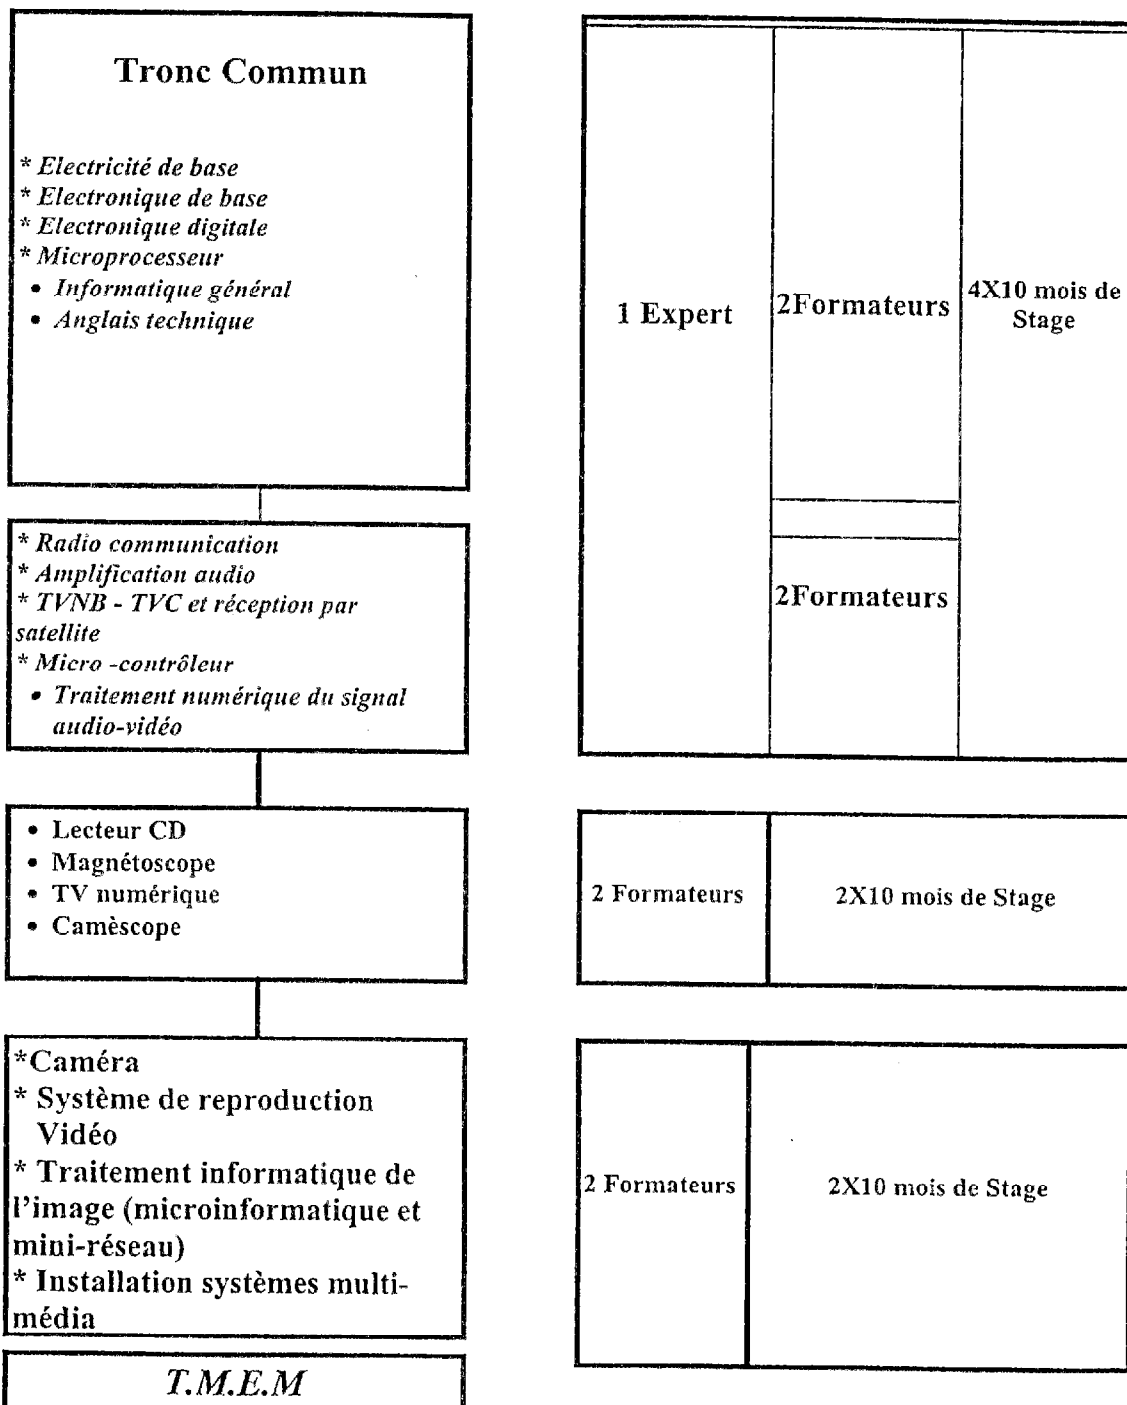 Tronc Commun
* Electricité de base
* Electronique de base
* Electronique digitale
* Microprocesseur
• Informatique général
• Anglais technique
1 Expert
2Formateurs
4X10 mois de
Stage
* Radio communication
* Amplification audio
* TVNB - TVC et réception par
satellite
* Micro -contrôleur
• Traitement numérique du signal
audio-vidéo
2Formateurs
• Lecteur CD
• Magnétoscope
• TV numérique
• Camèscope
2 Formateurs
2X10 mois de Stage
*Caméra
* Système de reproduction
Vidéo
* Traitement informatique de
l'image (microinformatique et
mini-réseau)
* Installation systèmes multi-
média
2 Formateurs
2X10 mois de Stage
T.M.E.M